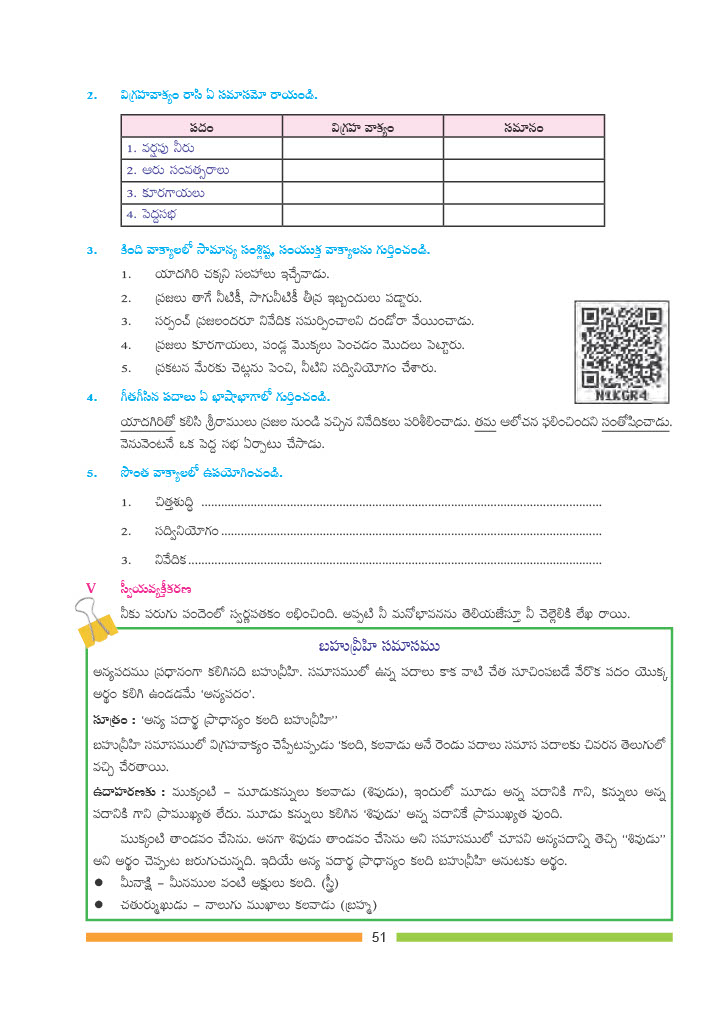 2. విగ్రహవాక్యం రాసి ఏ సమాసమో రాయండి.
పదం విగ్రహ వాక్యం సమానం
1. వర్షపు నీరు
2. ఆరు సంవత్సరాలు
3. కూరగాయలు
4. పెద్దసభ
3. కింది వాక్యాలలో సామాన్య సంశ్లిష్ట, సంయుక్త వాక్యాలను గుర్తించండి.
1. యాదగిరి చక్కని సలహాలు ఇచ్చేవాడు.
2. ప్రజలు తాగే నీటికీ, సాగునీటికీ తీవ్ర ఇబ్బందులు పడ్డారు.
3. సర్పంచ్ ప్రజలందరూ నివేదిక సమర్పించాలని దండోరా వేయించాడు.
4. ప్రజలు కూరగాయలు, పండ్ల మొక్కలు పెంచడం మొదలు పెట్టారు.
5. ప్రకటన మేరకు చెట్లను పెంచి, నీటిని సద్వినియోగం చేశారు.
N1KGR4
4. గీతగీసిన పదాలు ఏ భాషాభాగాలో గుర్తించండి.
యాదగిరితో కలిసి శ్రీరాములు ప్రజల నుండి వచ్చిన నివేదికలు పరిశీలించాడు. తమ ఆలోచన ఫలించిందని సంతోషించాడు.
వెనువెంటనే ఒక పెద్ద సభ ఏర్పాటు చేసాడు.
5. సొంత వాక్యాలలో ఉపయోగించండి.
1. చిత్తశుద్ధి ....................................................................................................
2. సద్వినియోగం ....................................................................................................
3. నివేదిక ....................................................................................................
V స్వీయవ్యక్తీకరణ
నీకు పరుగు పందెంలో స్వర్ణపతకం లభించింది. అప్పటి నీ మనోభావనను తెలియజేస్తూ నీ చెల్లెలికి లేఖ రాయి.
బహువ్రీహి సమాసము
అన్యపదము ప్రధానంగా కలిగినది బహువ్రీహి. సమాసములో ఉన్న పదాలు కాక వాటి చేత సూచింపబడే వేరొక పదం యొక్క
అర్థం కలిగి ఉండడమే 'అన్యపదం'.
సూత్రం : 'అన్య పదార్థ ప్రాధాన్యం కలది బహువ్రీహి''
బహువ్రీహి సమాసములో విగ్రహవాక్యం చెప్పేటప్పుడు 'కలది, కలవాడు అనే రెండు పదాలు సమాస పదాలకు చివరన తెలుగులో
వచ్చి చేరతాయి.
ఉదాహరణకు : ముక్కంటి – మూడుకన్నులు కలవాడు (శివుడు), ఇందులో మూడు అన్న పదానికి గాని, కన్నులు అన్న
పదానికి గాని ప్రాముఖ్యత లేదు. మూడు కన్నులు కలిగిన 'శివుడు' అన్న పదానికే ప్రాముఖ్యత వుంది.
ముక్కంటి తాండవం చేసెను. అనగా శివుడు తాండవం చేసెను అని సమాసములో చూపని అన్యపదాన్ని తెచ్చి ''శివుడు''
అని అర్థం చెప్పుట జరుగుచున్నది. ఇదియే అన్య పదార్థ ప్రాధాన్యం కలది బహువ్రీహి అనుటకు అర్థం.
● మీనాక్షి – మీనముల వంటి అక్షులు కలది. (స్త్రీ)
● చతుర్ముఖుడు – నాలుగు ముఖాలు కలవాడు (బ్రహ్మ)
51